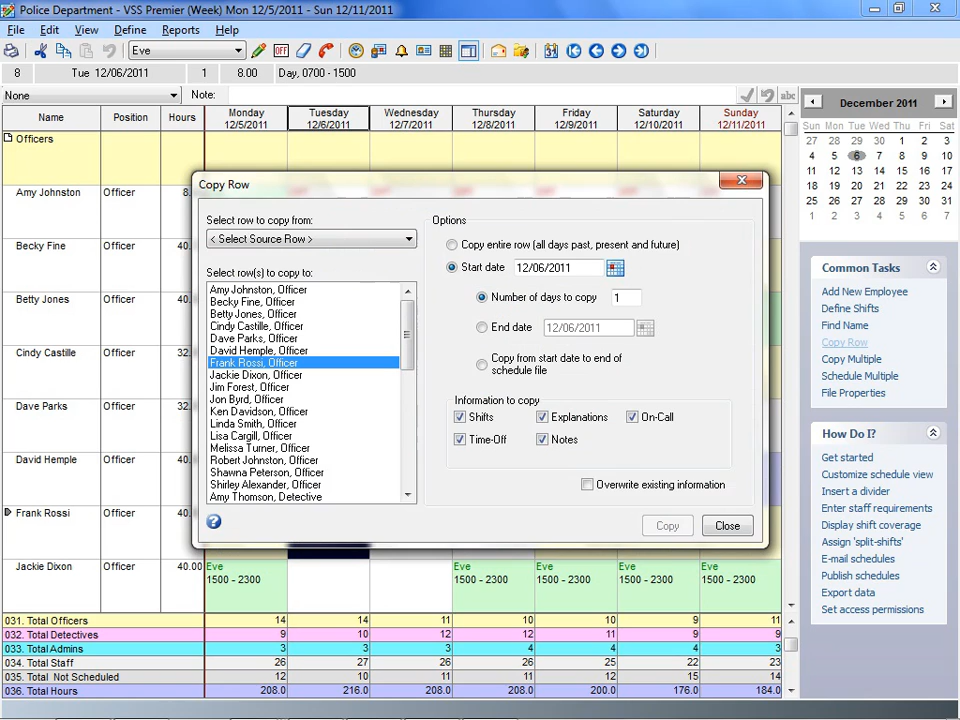 Police Department - VSS Premier (Week) Mon 12/5/2011 - Sun 12/11/2011
File Edit View Define Reports Help
Eve OFF
8 Tue 12/06/2011 1 8.00 Day, 0700 - 1500
None Note: abc
Name Position Hours Monday Tuesday Wednesday Thursday Friday Saturday Sunday
12/5/2011 12/6/2011 12/7/2011 12/8/2011 12/9/2011 12/10/2011 12/11/2011
Officers
Amy Johnston Officer 8.
Becky Fine Officer 40.
Betty Jones Officer 40.
Cindy Castille Officer 32.
Dave Parks Officer 32.
David Hemple Officer 40.
Frank Rossi Officer 40.
Jackie Dixon Officer 40.00 Eve Eve Eve Eve Eve
1500 - 2300 1500 - 2300 1500 - 2300 1500 - 2300 1500 - 2300
031. Total Officers 14 14 11 10 10 9 11
032. Total Detectives 9 10 12 12 11 9 9
033. Total Admins 3 3 3 4 4 4 3
034. Total Staff 26 27 26 26 25 22 23
035. Total Not Scheduled 12 10 11 11 12 15 14
036. Total Hours 208.0 216.0 208.0 208.0 200.0 176.0 184.0
Copy Row
Select row to copy from:
< Select Source Row >
Select row(s) to copy to:
Amy Johnston, Officer
Becky Fine, Officer
Betty Jones, Officer
Cindy Castille, Officer
Dave Parks, Officer
David Hemple, Officer
Frank Rossi, Officer
Jackie Dixon, Officer
Jim Forest, Officer
Jon Byrd, Officer
Ken Davidson, Officer
Linda Smith, Officer
Lisa Cargill, Officer
Melissa Turner, Officer
Robert Johnston, Officer
Shawna Peterson, Officer
Shirley Alexander, Officer
Amy Thomson, Detective
Options
Copy entire row (all days past, present and future)
Start date 12/06/2011
Number of days to copy 1
End date 12/06/2011
Copy from start date to end of
schedule file
Information to copy
Shifts Explanations On-Call
Time-Off Notes
Overwrite existing information
Copy Close
December 2011
Sun Mon Tue Wed Thu Fri Sat
27 28 29 30 1 2 3
4 5 6 7 8 9 10
11 12 13 14 15 16 17
18 19 20 21 22 23 24
25 26 27 28 29 30 31
1 2 3 4 5 6 7
Common Tasks
Add New Employee
Define Shifts
Find Name
Copy Row
Copy Multiple
Schedule Multiple
File Properties
How Do I?
Get started
Customize schedule view
Insert a divider
Enter staff requirements
Display shift coverage
Assign 'split-shifts'
E-mail schedules
Publish schedules
Export data
Set access permissions